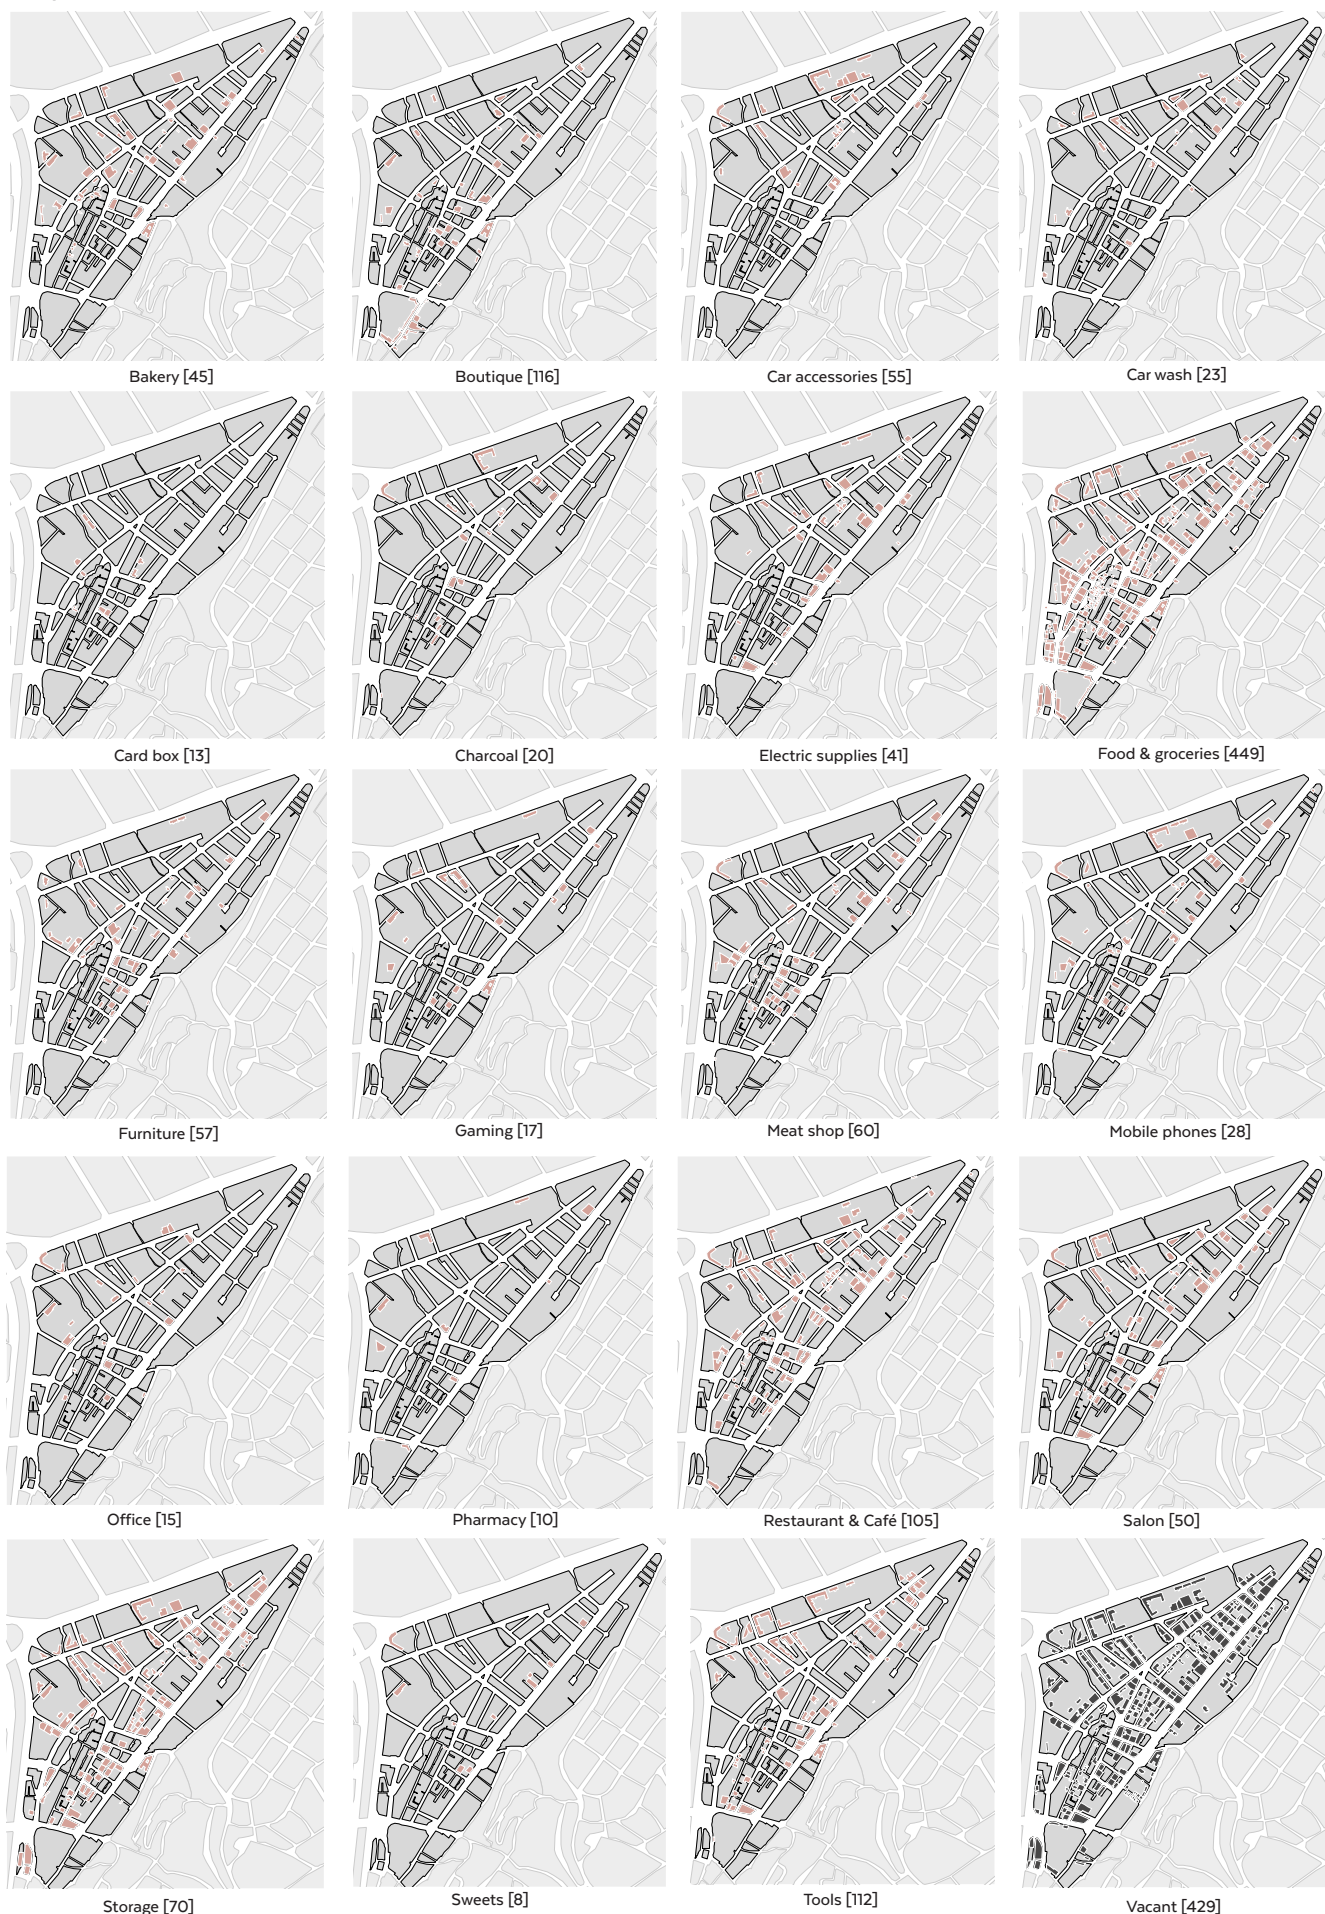 Bakery [45]
Boutique [116]
Car accessories [55]
Car wash [23]
Card box [13]
Charcoal [20]
Electric supplies [41]
Food & groceries [449]
Furniture [57]
Gaming [17]
Meat shop [60]
Mobile phones [28]
Office [15]
Pharmacy [10]
Restaurant & Café [105]
Salon [50]
Storage [70]
Sweets [8]
Tools [112]
Vacant [429]